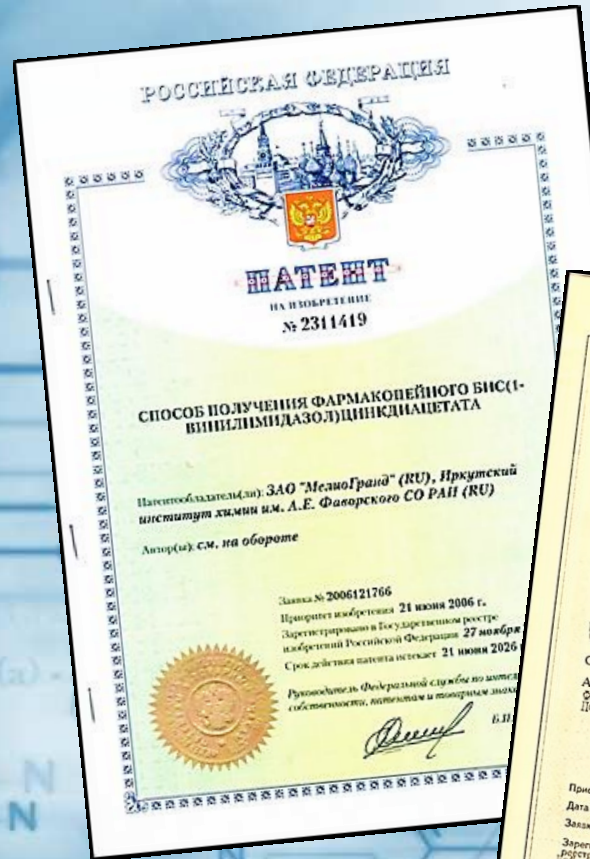 РОССИЙСКАЯ ФЕДЕРАЦИЯ
ПАТЕНТ
НА ИЗОБРЕТЕНИЕ
№ 2311419
СПОСОБ ПОЛУЧЕНИЯ ФАРМАКОПЕЙНОГО БИС(1-
ВИНИЛИМИДАЗОЛ)ЦИНКДИАЦЕТАТА
Патентообладатель(ли): ЗАО "МелиоГранд" (RU), Иркутский
институт химии им. А.Е. Фаворского СО РАН (RU)
Автор(ы): см. на обороте
Заявка № 2006121766
Приоритет изобретения 21 июня 2006 г.
Зарегистрировано в Государственном реестре
изобретений Российской Федерации 27 ноября
Срок действия патента истекает 21 июня 2026
Руководитель Федеральной службы по интел
собственности, патентам и товарным знак
Б.П.
Дата
N
N